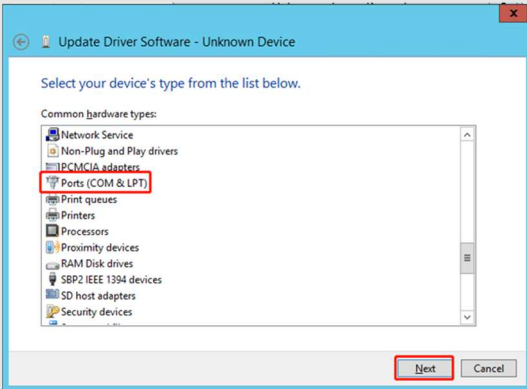 x
Update Driver Software - Unknown Device
Select your device's type from the list below.
Common hardware types:
Network Service
Non-Plug and Play drivers
PCMCIA adapters
Ports (COM & LPT)
Print queues
Printers
Processors
Proximity devices
RAM Disk drives
SBP2 IEEE 1394 devices
SD host adapters
Security devices
Next
Cancel